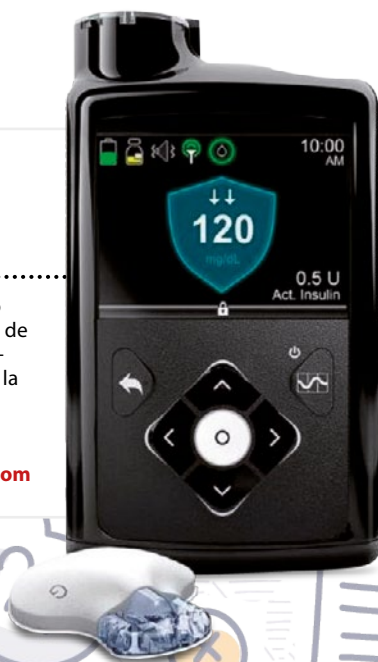 10:00
AM
↓↓
120
mg/dL
0.5 U
Act. Insulin
de
la
om